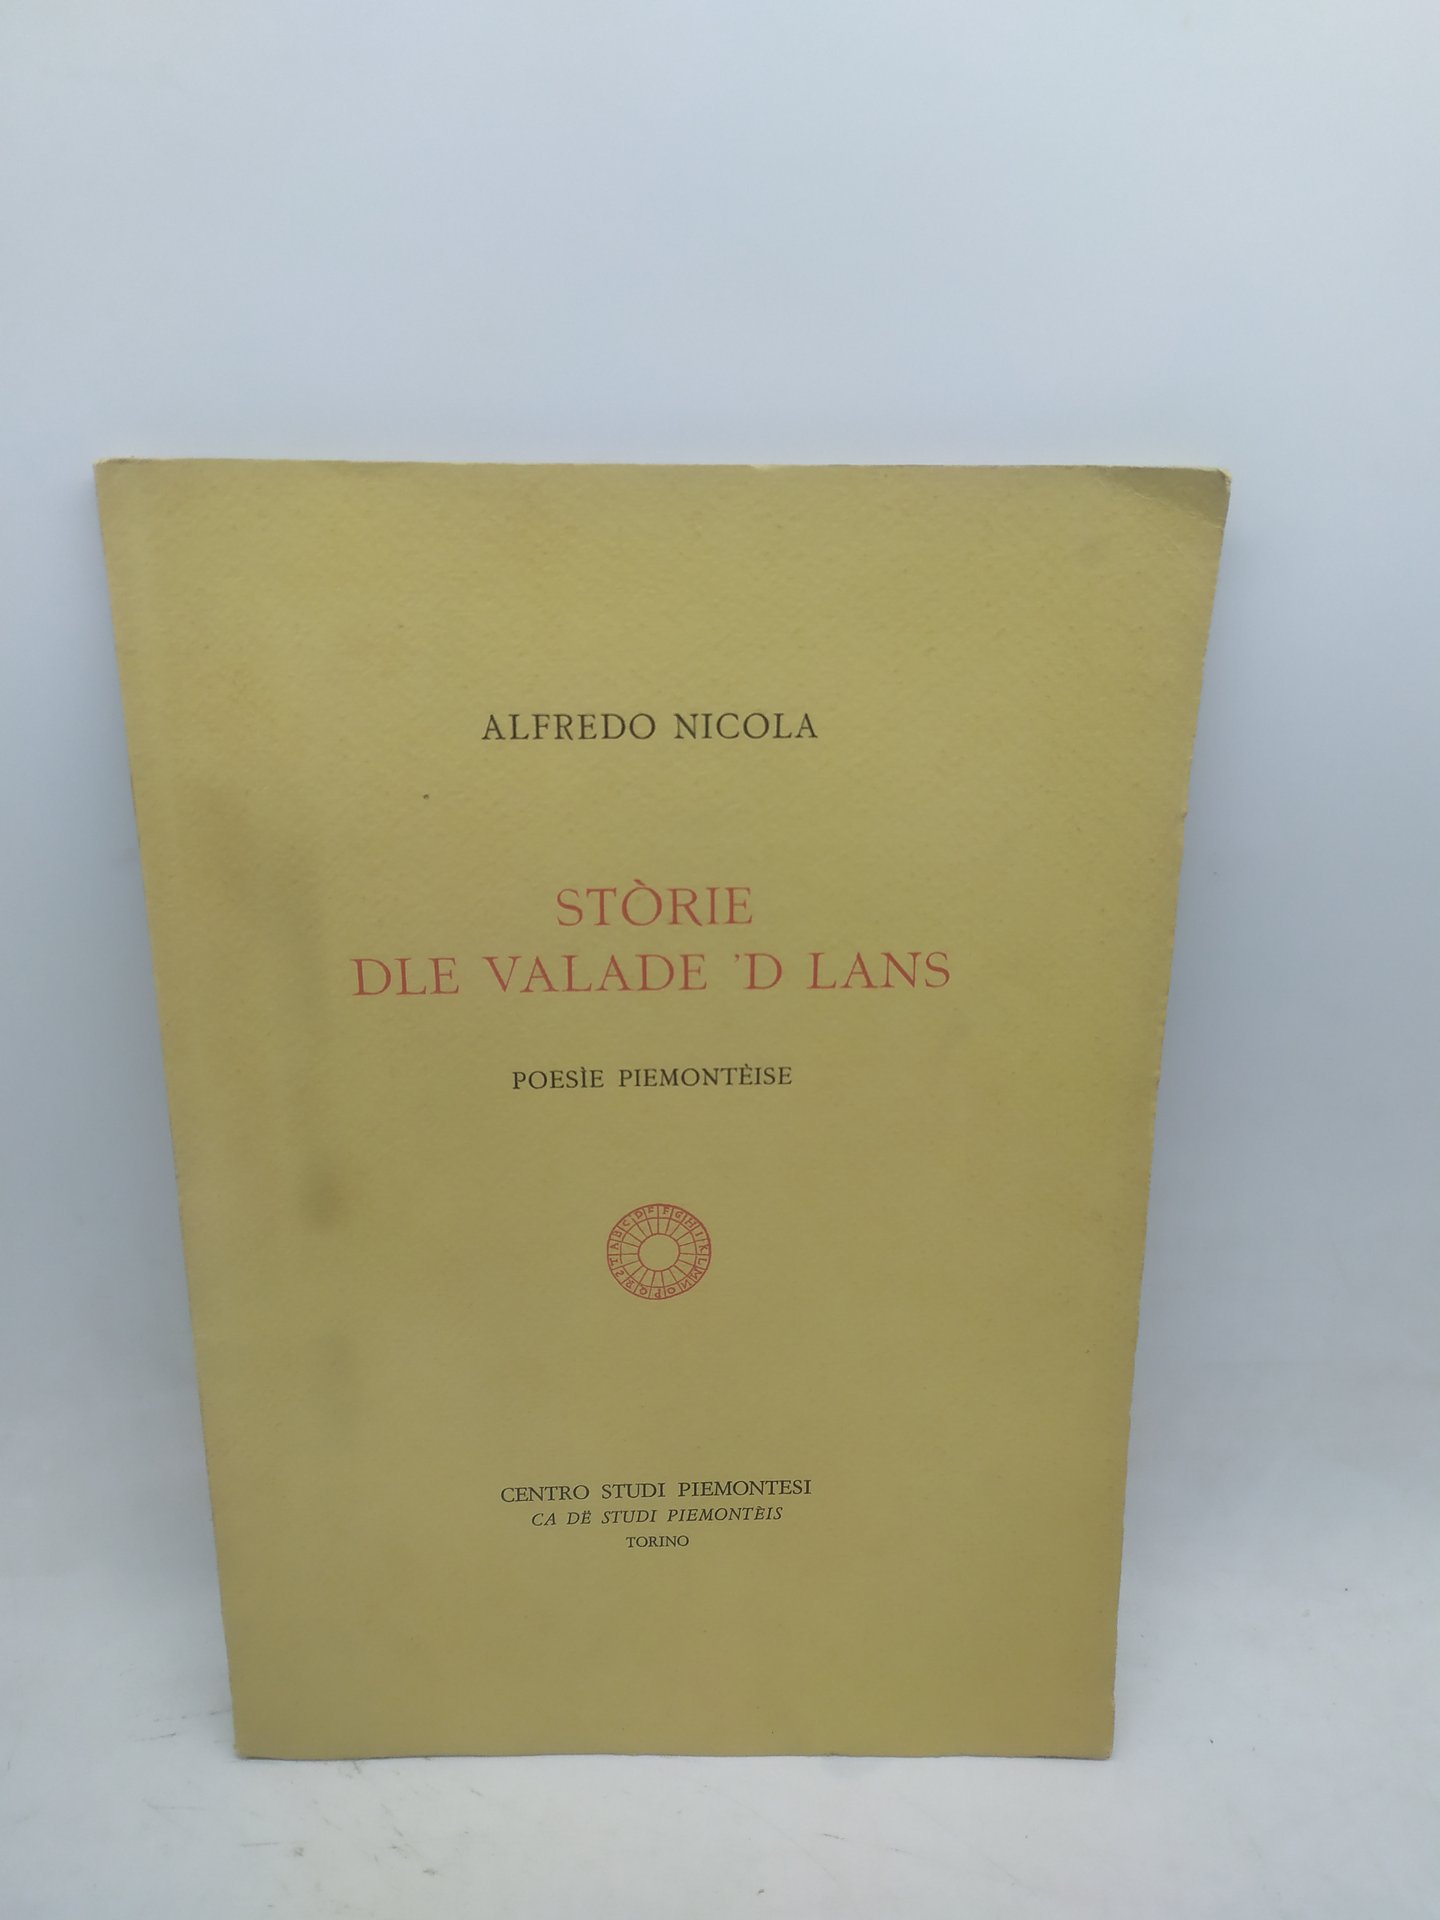 ALFREDO NICOLA
STÒRIE
DLE VALADE 'D LANS
POESÌE PIEMONTÈISE
A B C D E F G H I K L M N O P Q R S T
CENTRO STUDI PIEMONTESI
CA DË STUDI PIEMONTÈIS
TORINO